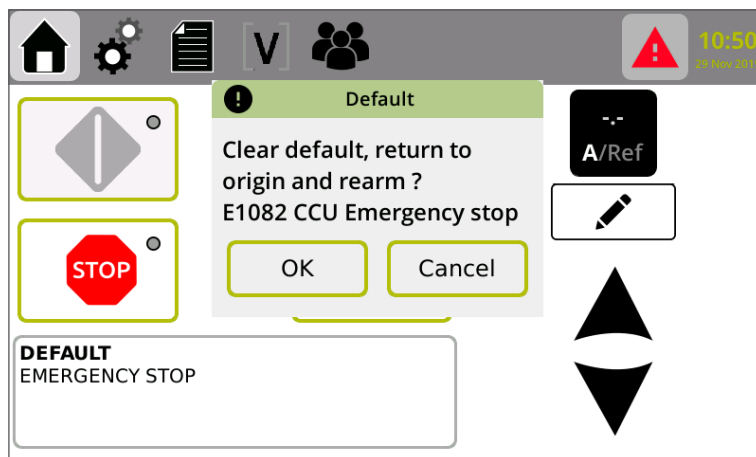 [V]
10:50
29 Nov 201
Default
Clear default, return to
origin and rearm ?
E1082 CCU Emergency stop
OK
Cancel
-.-
A/Ref
STOP
DEFAULT
EMERGENCY STOP